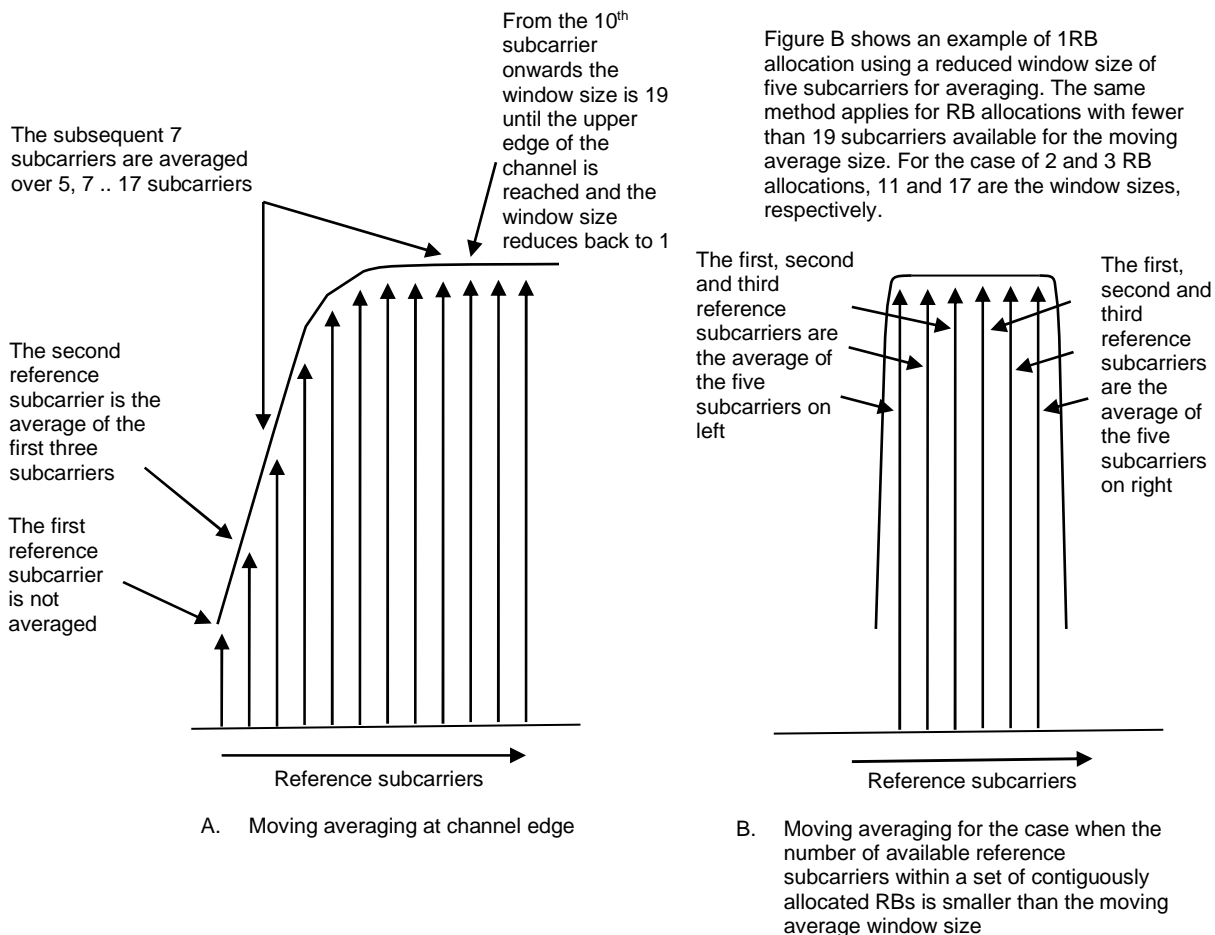 From the 10th
subcarrier
onwards the
window size is 19
until the upper
edge of the
channel is
reached and the
window size
reduces back to 1
Figure B shows an example of 1RB
allocation using a reduced window size of
five subcarriers for averaging. The same
method applies for RB allocations with fewer
than 19 subcarriers available for the moving
average size. For the case of 2 and 3 RB
allocations, 11 and 17 are the window sizes,
respectively.
The subsequent 7
subcarriers are averaged
over 5, 7 .. 17 subcarriers
The second
reference
subcarrier is the
average of the
first three
subcarriers
The first
reference
subcarrier
is not
averaged
The first, second
and third
reference
subcarriers are
the average of
the five
subcarriers on
left
The first,
second and
third
reference
subcarriers
are the
average of
the five
subcarriers
on right
Reference subcarriers
Reference subcarriers
A. Moving averaging at channel edge
B. Moving averaging for the case when the
number of available reference
subcarriers within a set of contiguously
allocated RBs is smaller than the moving
average window size